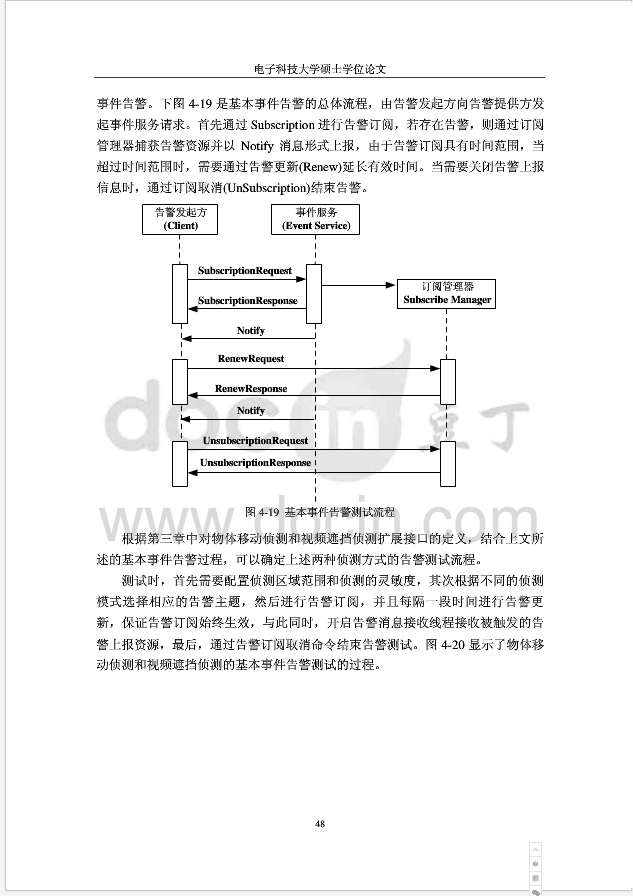 电子科技大学硕士学位论文
事件告警。下图 4-19 是基本事件告警的总体流程，由告警发起方向告警提供方发
起事件服务请求。首先通过 Subscription 进行告警订阅，若存在告警，则通过订阅
管理器捕获告警资源并以 Notify 消息形式上报，由于告警订阅具有时间范围，当
超过时间范围时，需要通过告警更新(Renew)延长有效时间。当需要关闭告警上报
信息时，通过订阅取消(UnSubscription)结束告警。
告警发起方
(Client)
事件服务
(Event Service)
SubscriptionRequest
订阅管理器
Subscribe Manager
SubscriptionResponse
Notify
RenewRequest
RenewResponse
Notify
UnsubscriptionRequest
UnsubscriptionResponse
docin 豆丁
www.docin.com
图 4-19 基本事件告警测试流程
根据第三章中对物体移动侦测和视频遮挡侦测扩展接口的定义，结合上文所
述的基本事件告警过程，可以确定上述两种侦测方式的告警测试流程。
测试时，首先需要配置侦测区域范围和侦测的灵敏度，其次根据不同的侦测
模式选择相应的告警主题，然后进行告警订阅，并且每隔一段时间进行告警更
新，保证告警订阅始终生效，与此同时，开启告警消息接收线程接收被触发的告
警上报资源，最后，通过告警订阅取消命令结束告警测试。图 4-20 显示了物体移
动侦测和视频遮挡侦测的基本事件告警测试的过程。
48